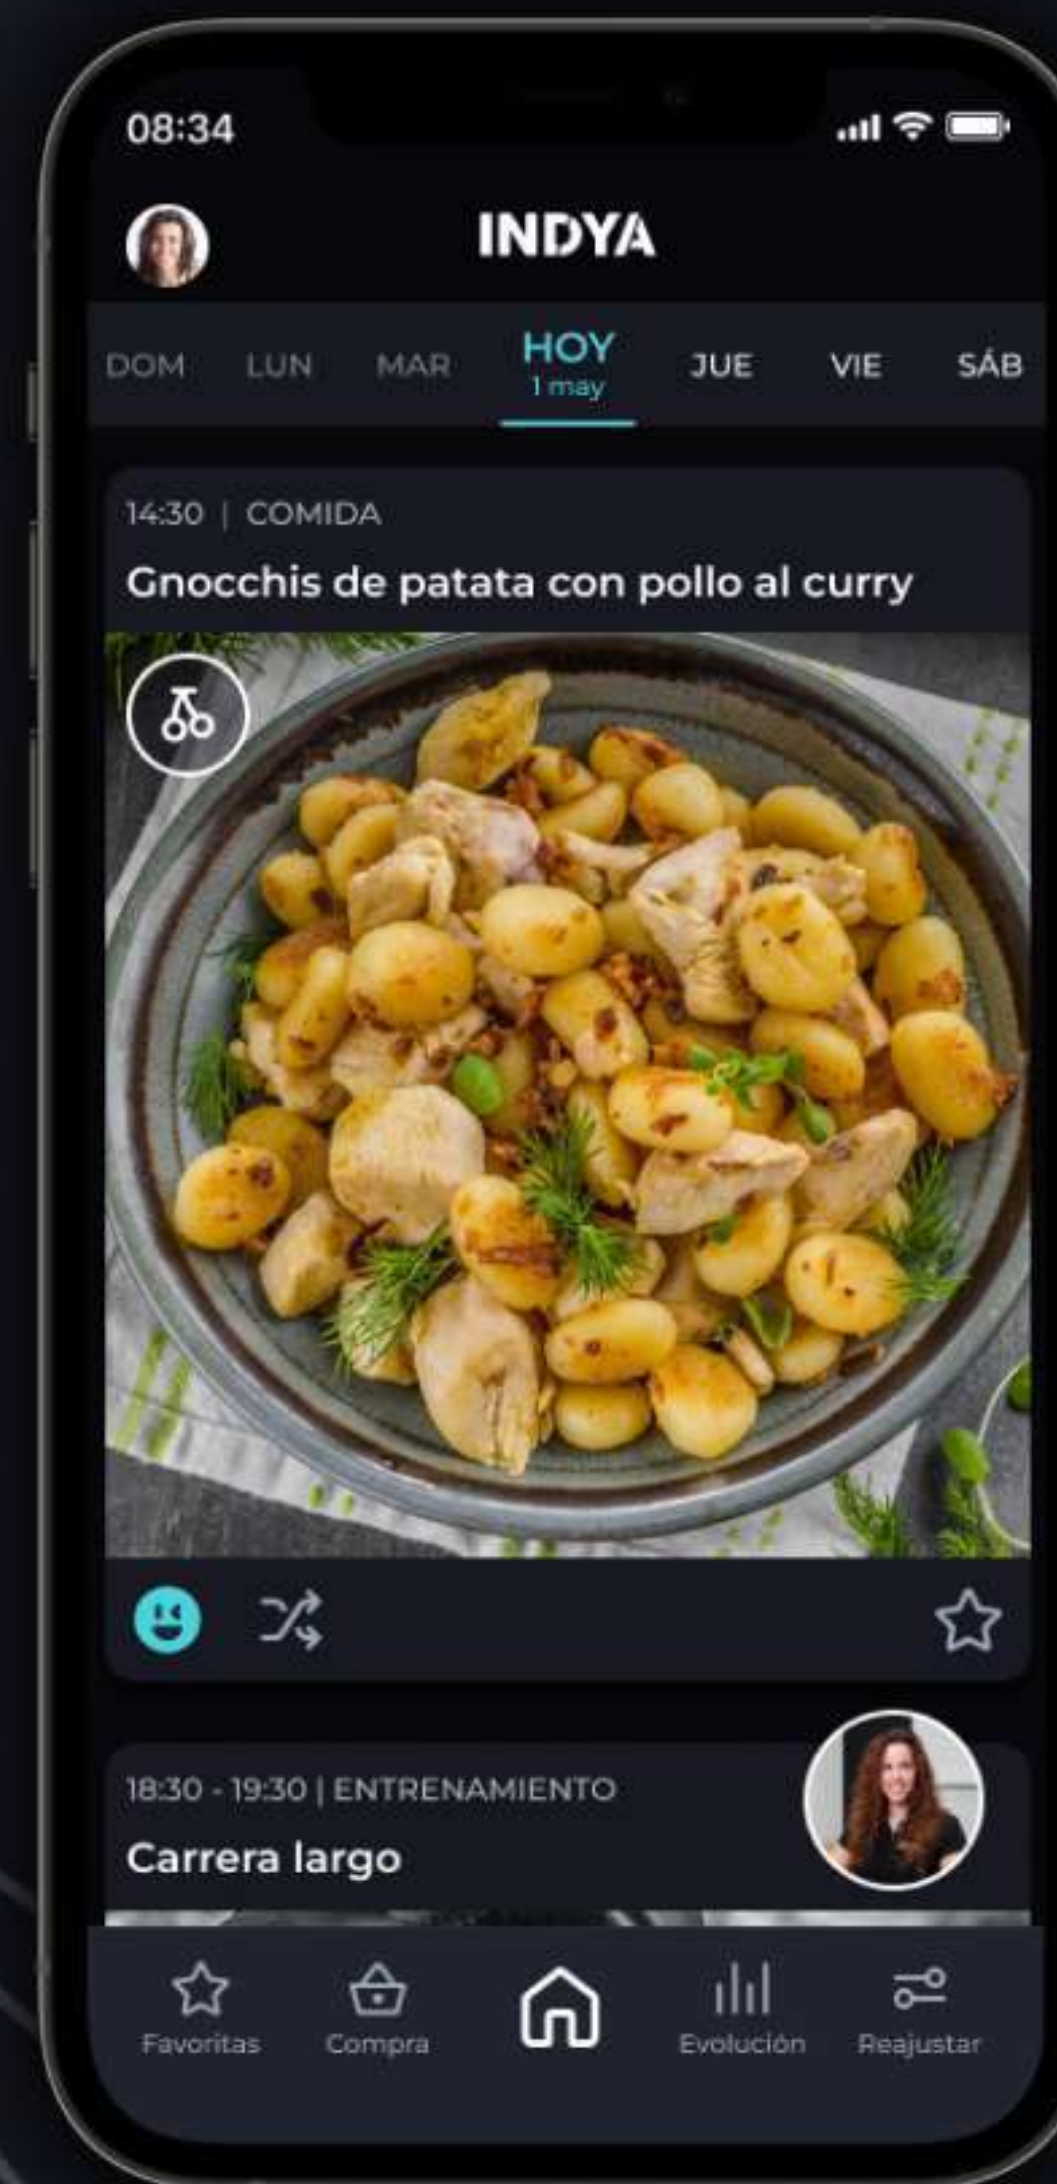 08:34
INDYA
DOM LUN MAR HOY JUE VIE SÁB
1 may
14:30 | COMIDA
Gnocchis de patata con pollo al curry
18:30 - 19:30 | ENTRENAMIENTO
Carrera largo
Favoritas Compra Evolución Reajustar